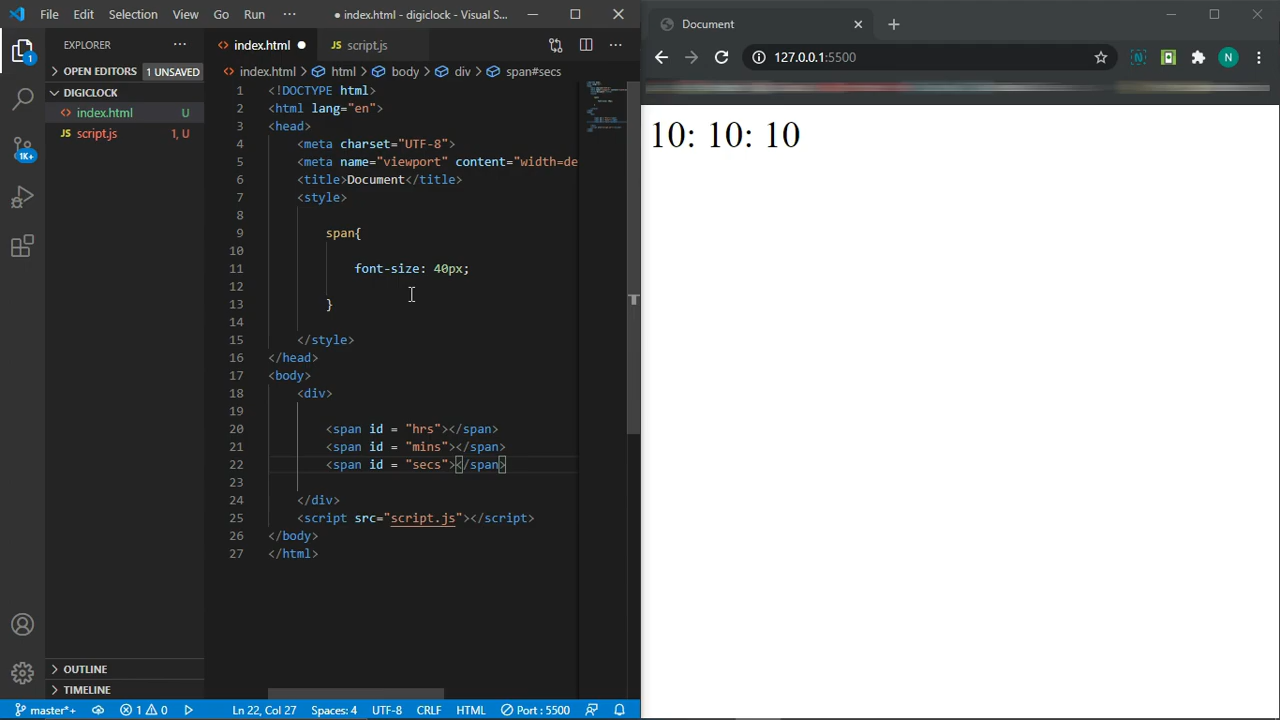 File Edit Selection View Go Run ··· ● index.html - digiclock - Visual S...
EXPLORER ···
OPEN EDITORS 1 UNSAVED
DIGICLOCK
index.html U
script.js 1, U
OUTLINE
TIMELINE
1
1K+
index.html ● script.js ···
index.html > html > body > div > span#secs
1 <!DOCTYPE html>
2 <html lang="en">
3 <head>
4 <meta charset="UTF-8">
5 <meta name="viewport" content="width=de
6 <title>Document</title>
7 <style>
8
9 span{
10
11 font-size: 40px;
12
13 }
14
15 </style>
16 </head>
17 <body>
18 <div>
19
20 <span id = "hrs"></span>
21 <span id = "mins"></span>
22 <span id = "secs"></span>
23
24 </div>
25 <script src="script.js"></script>
26 </body>
27 </html>
master*+ 1 0 Ln 22, Col 27 Spaces: 4 UTF-8 CRLF HTML Port : 5500
Document
127.0.0.1:5500 N N
10: 10: 10